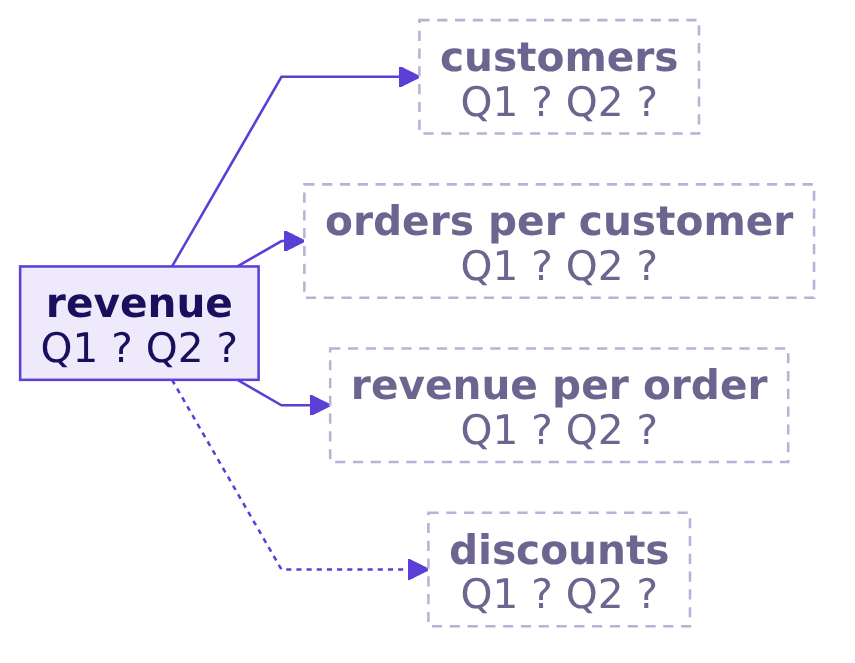 customers
Q1 ? Q2 ?
orders per customer
Q1 ? Q2 ?
revenue
Q1 ? Q2 ?
revenue per order
Q1 ? Q2 ?
discounts
Q1 ? Q2 ?